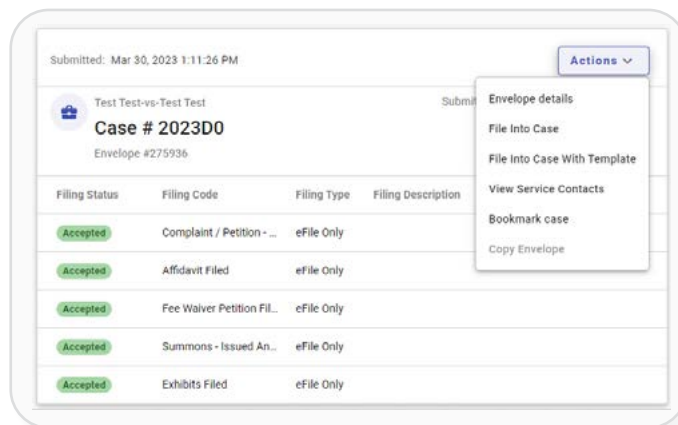 Submitted: Mar 30, 2023 1:11:26 PM
Actions
Test Test-vs-Test Test
Case # 2023D0
Envelope #275936
Envelope details
File Into Case
File Into Case With Template
View Service Contacts
Bookmark case
Copy Envelope
Filing Status Filing Code Filing Type Filing Description
Accepted Complaint / Petition - ... eFile Only
Accepted Affidavit Filed eFile Only
Accepted Fee Waiver Petition Fil... eFile Only
Accepted Summons - Issued An... eFile Only
Accepted Exhibits Filed eFile Only